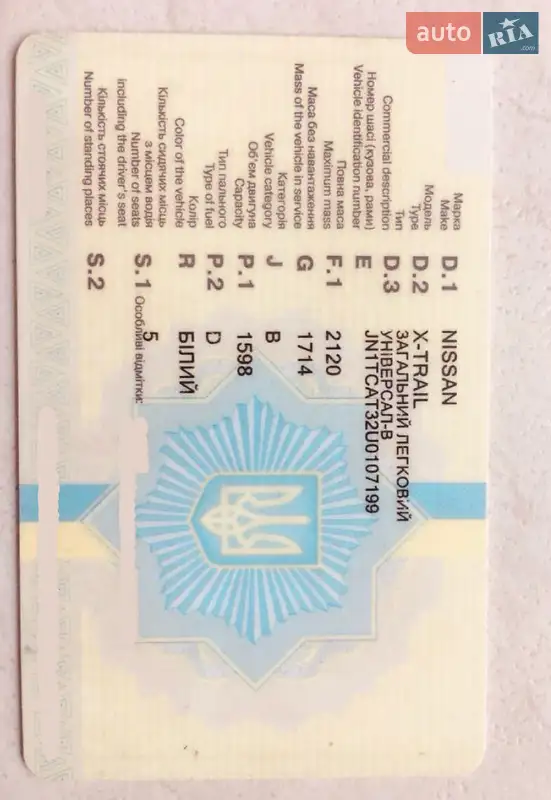 auto RIA.com
Марка
Make D.1 NISSAN
Модель
Type D.2 X-TRAIL
Тип
Commercial description D.3 ЗАГАЛЬНИЙ ЛЕГКОВИЙ
УНІВЕРСАЛ-B
Номер шасі (кузова, рами)
Vehicle identification number E JN1TCAT32U0107199
Повна маса
Maximum mass F.1 2120
Маса без навантаження
Mass of the vehicle in service G 1714
Категорія
Vehicle category J B
Об'єм двигуна
Capacity P.1 1598
Тип пального
Type of fuel P.2 D
Колір
Color of the vehicle R БІЛИЙ
Кількість сидячих місць
з місцем водія
Number of seats
including the driver's seat S.1 5
Особливі відмітки:
Кількість стоячих місць
Number of standing places S.2